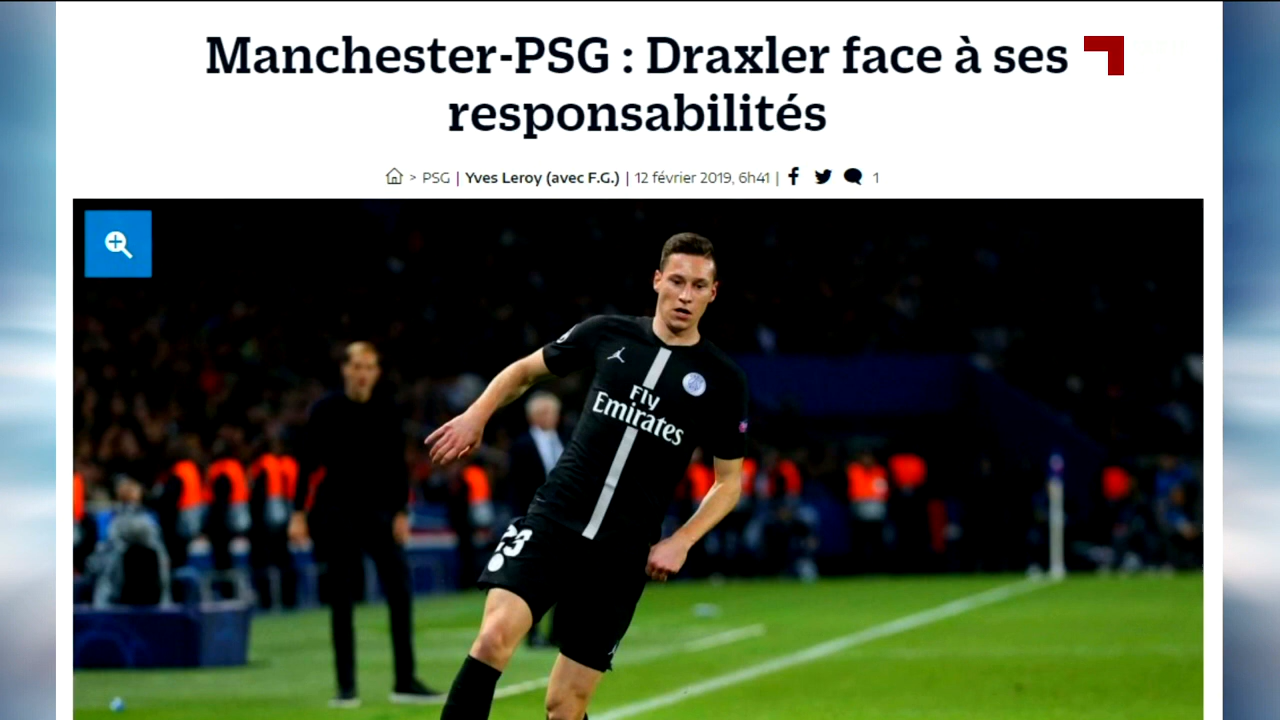 Manchester-PSG : Draxler face à ses
responsabilités
> PSG | Yves Leroy (avec F.G.) | 12 février 2019, 6h41 | 1
Fly
Emirates
23